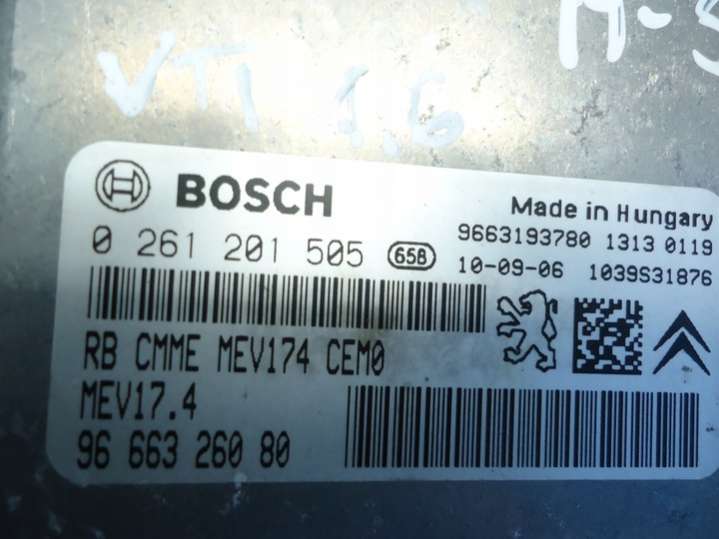 VTI 1.6
BOSCH
Made in Hungary
0 261 201 505 658
9663193780 1313 0119
10-09-06 1039S31876
RB CMME MEV174 CEM0
MEV17.4
96 663 260 80